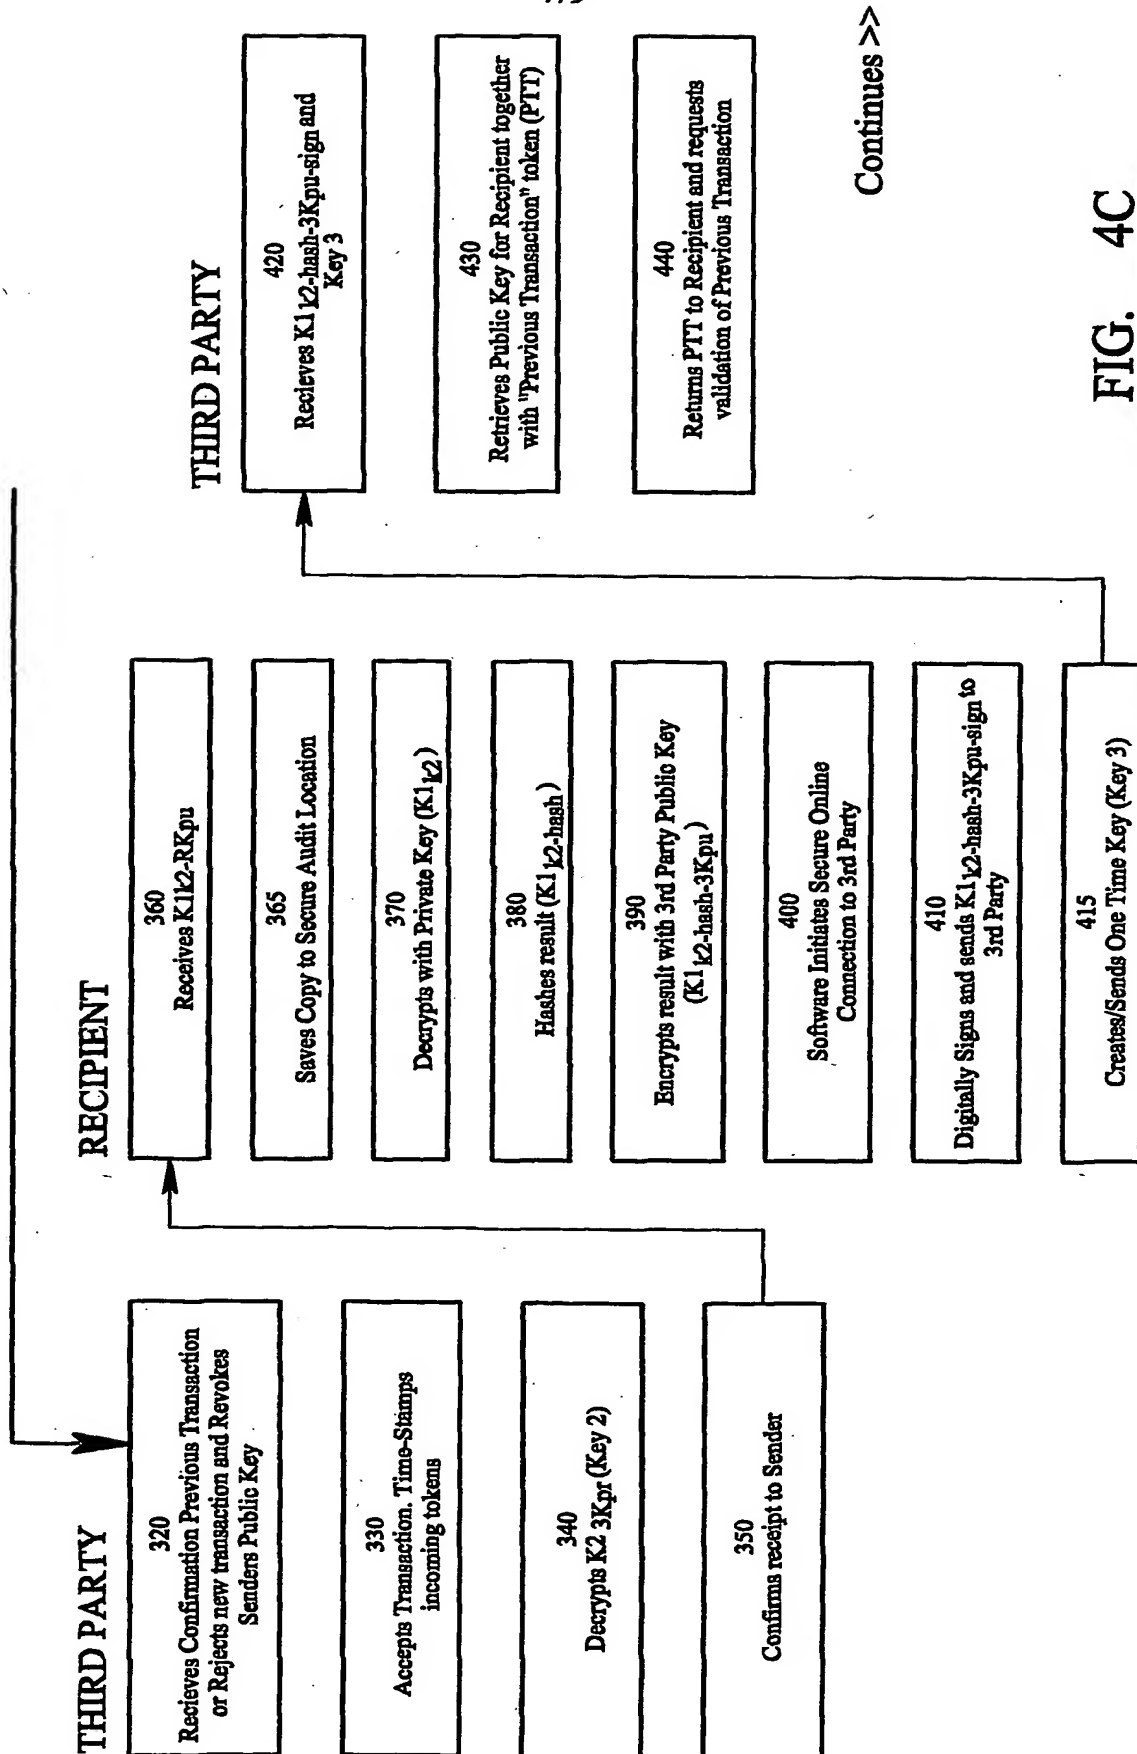 THIRD PARTY
320
Recieves Confirmation Previous Transaction
or Rejects new transaction and Revokes
Senders Public Key
330
Accepts Transaction. Time-Stamps
incoming tokens
340
Decrypts K2 3Kpr (Key 2)
350
Confirms receipt to Sender
RECIPIENT
360
Receives K1k2-RKpu
365
Saves Copy to Secure Audit Location
370
Decrypts with Private Key (K1k2)
380
Hashes result (K1k2-hash)
390
Encrypts result with 3rd Party Public Key
(K1k2-hash-3Kpu)
400
Software Initiates Secure Online
Connection to 3rd Party
410
Digitally Signs and sends K1k2-hash-3Kpu-sign to
3rd Party
415
Creates/Sends One Time Key (Key 3)
THIRD PARTY
420
Recieves K1k2-hash-3Kpu-sign and
Key 3
430
Retrieves Public Key for Recipient together
with "Previous Transaction" token (PTT)
440
Returns PTT to Recipient and requests
validation of Previous Transaction
Continues >>
FIG. 4C